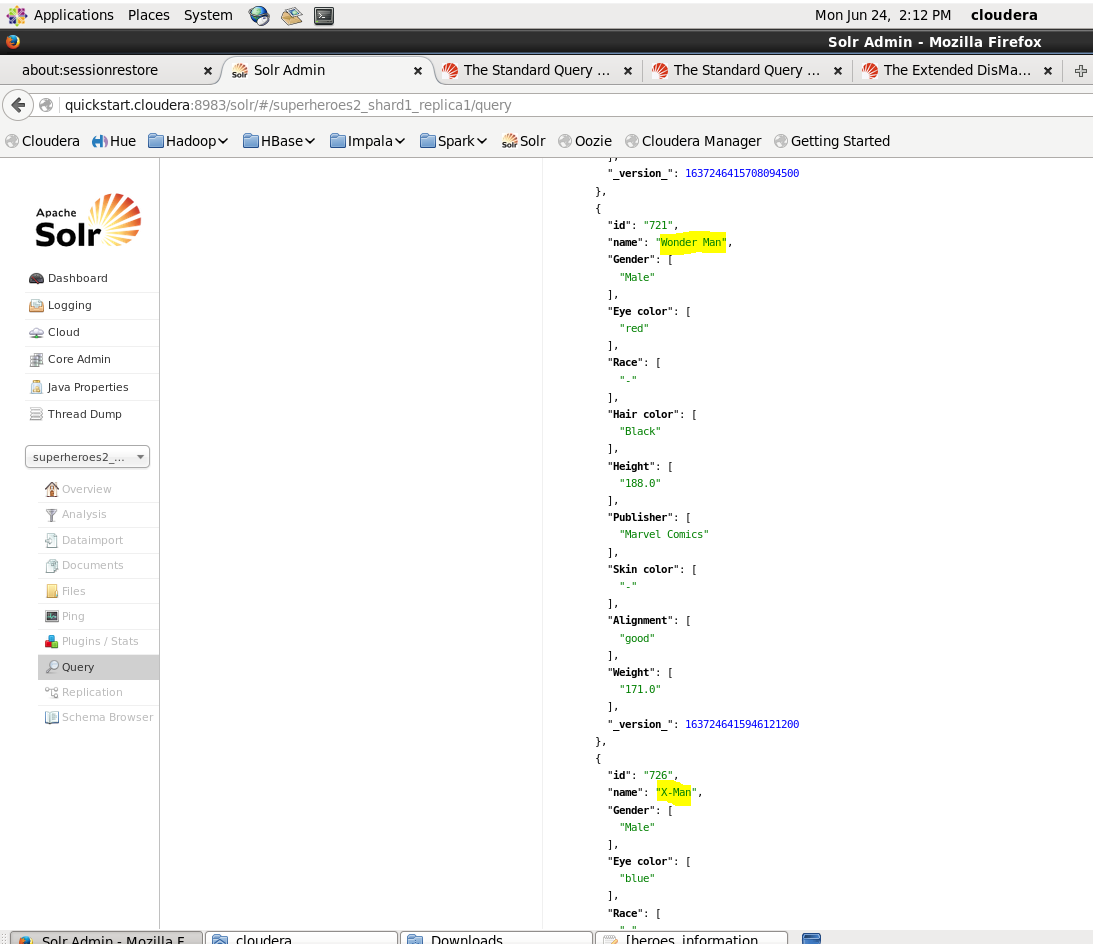 Applications Places System Mon Jun 24, 2:12 PM cloudera
Solr Admin - Mozilla Firefox
about:sessionrestore × Solr Admin × The Standard Query ... × The Standard Query ... × The Extended DisMa... ×
quickstart.cloudera:8983/solr/#/superheroes2_shard1_replica1/query
Cloudera Hue Hadoop HBase Impala Spark Solr Oozie Cloudera Manager Getting Started
Apache
Solr
Dashboard
Logging
Cloud
Core Admin
Java Properties
Thread Dump
superheroes2_...
Overview
Analysis
Dataimport
Documents
Files
Ping
Plugins / Stats
Query
Replication
Schema Browser
],
"_version_": 1637246415708094500
},
{
"id": "721",
"name": "Wonder Man",
"Gender": [
"Male"
],
"Eye color": [
"red"
],
"Race": [
"-"
],
"Hair color": [
"Black"
],
"Height": [
"188.0"
],
"Publisher": [
"Marvel Comics"
],
"Skin color": [
"-"
],
"Alignment": [
"good"
],
"Weight": [
"171.0"
],
"_version_": 1637246415946121200
},
{
"id": "726",
"name": "X-Man",
"Gender": [
"Male"
],
"Eye color": [
"blue"
],
"Race": [
"-"
Solr Admin - Mozilla F... cloudera Downloads [heroes_information